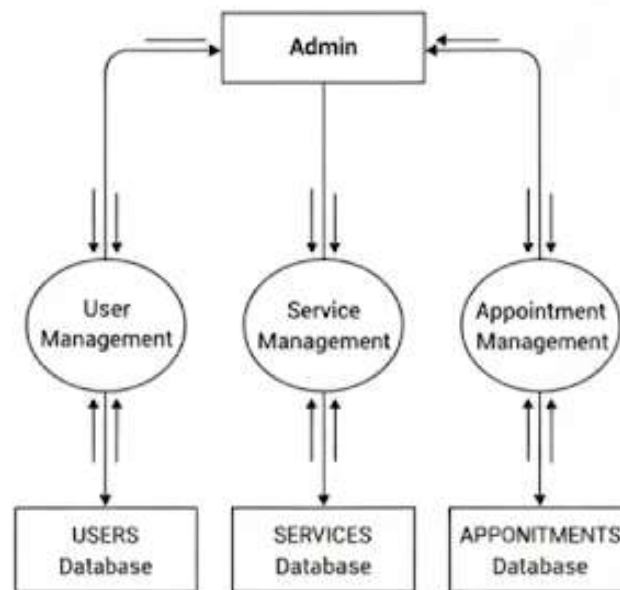 Admin
User
Management
Service
Management
Appointment
Management
USERS
Database
SERVICES
Database
APPONITMENTS
Database